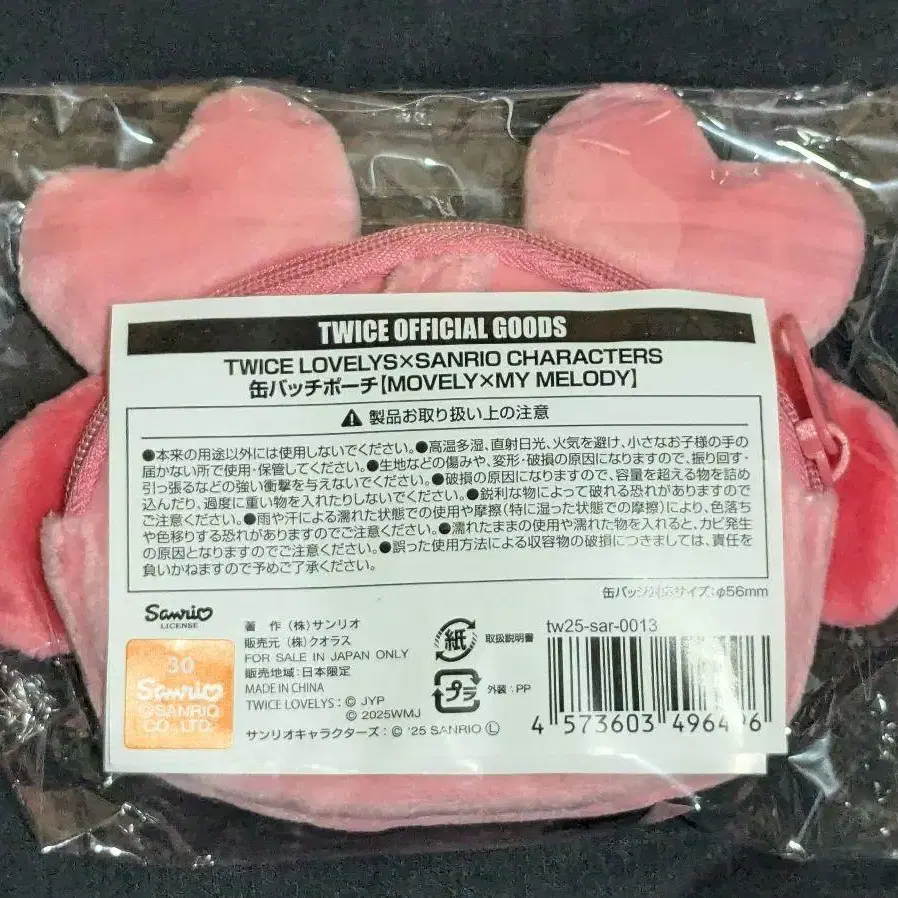 TWICE OFFICIAL GOODS
TWICE LOVELYS×SANRIO CHARACTERS
缶バッチポーチ【MOVELY×MY MELODY】
⚠ 製品お取り扱い上の注意
●本来の用途以外には使用しないでください。●高温多湿、直射日光、火気を避け、小さなお子様の手の
届かない所で使用・保管してください。●生地などの傷みや、変形・破損の原因になりますので、振り回す・
引っ張るなどの強い衝撃を与えないでください。●破損の原因になりますので、容量を超える物を詰め
込んだり、過度に重い物を入れたりしないでください。●鋭利な物によって破れる恐れがありますので
ご注意ください。●雨や汗による濡れた状態での使用や摩擦(特に湿った状態での摩擦)により、色落ち
や色移りする恐れがありますのでご注意ください。●濡れたままの使用や濡れた物を入れると、カビ発生
の原因となりますのでご注意ください。●誤った使用方法による収容物の破損につきましては、責任を
負いかねますので予めご了承ください。
缶バッジ サイズ:φ56mm
Sanrio
LICENSE
30
Sanrio
©SANRIO
CO., LTD.
著 作 (株)サンリオ
販売元 (株)クオラス
FOR SALE IN JAPAN ONLY
販売地域:日本限定
MADE IN CHINA
TWICE LOVELYS:© JYP
© 2025WMJ
サンリオキャラクターズ:© '25 SANRIO Ⓛ
紙 取扱説明書
プラ 外装:PP
tw25-sar-0013
4 573603